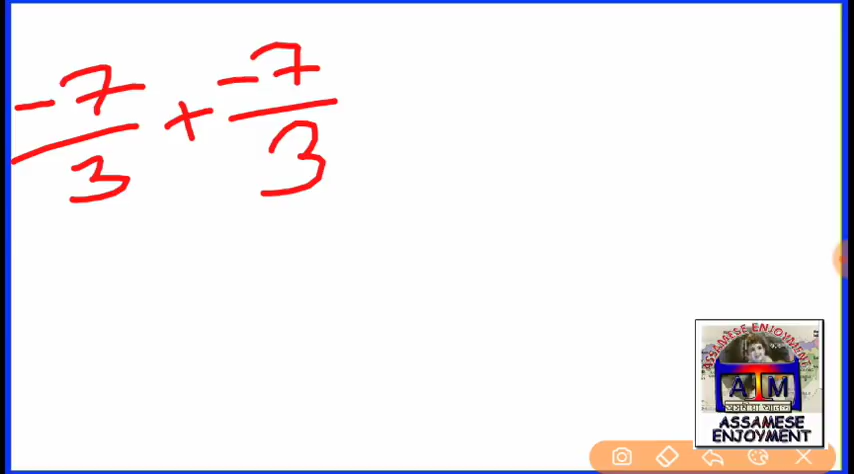 -7/3 + -7/3
ASSAMESE ENJOYMENT
ATM
ASSAMESE
ENJOYMENT